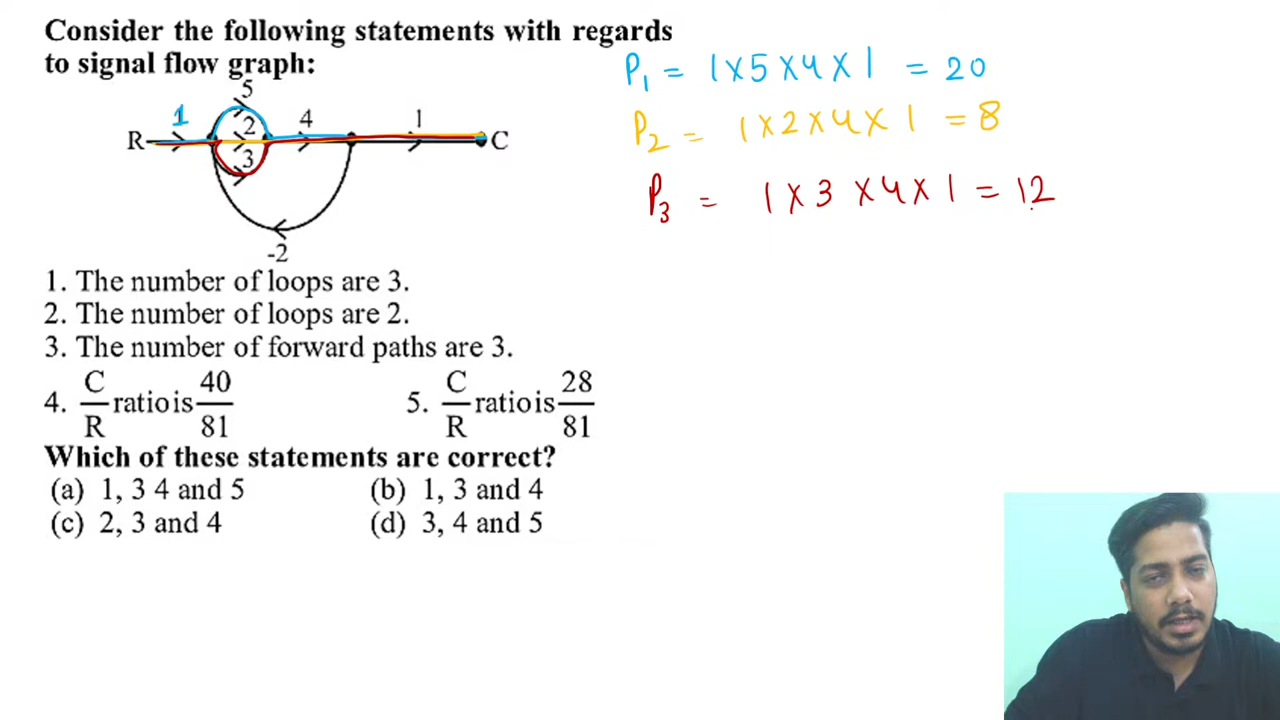 Consider the following statements with regards
to signal flow graph:
5
1
2
4
1
R
C
3
-2
P1 = 1 x 5 x 4 x 1 = 20
P2 = 1 x 2 x 4 x 1 = 8
P3 = 1 x 3 x 4 x 1 = 12
1. The number of loops are 3.
2. The number of loops are 2.
3. The number of forward paths are 3.
4. C/R ratio is 40/81
5. C/R ratio is 28/81
Which of these statements are correct?
(a) 1, 3 4 and 5
(b) 1, 3 and 4
(c) 2, 3 and 4
(d) 3, 4 and 5